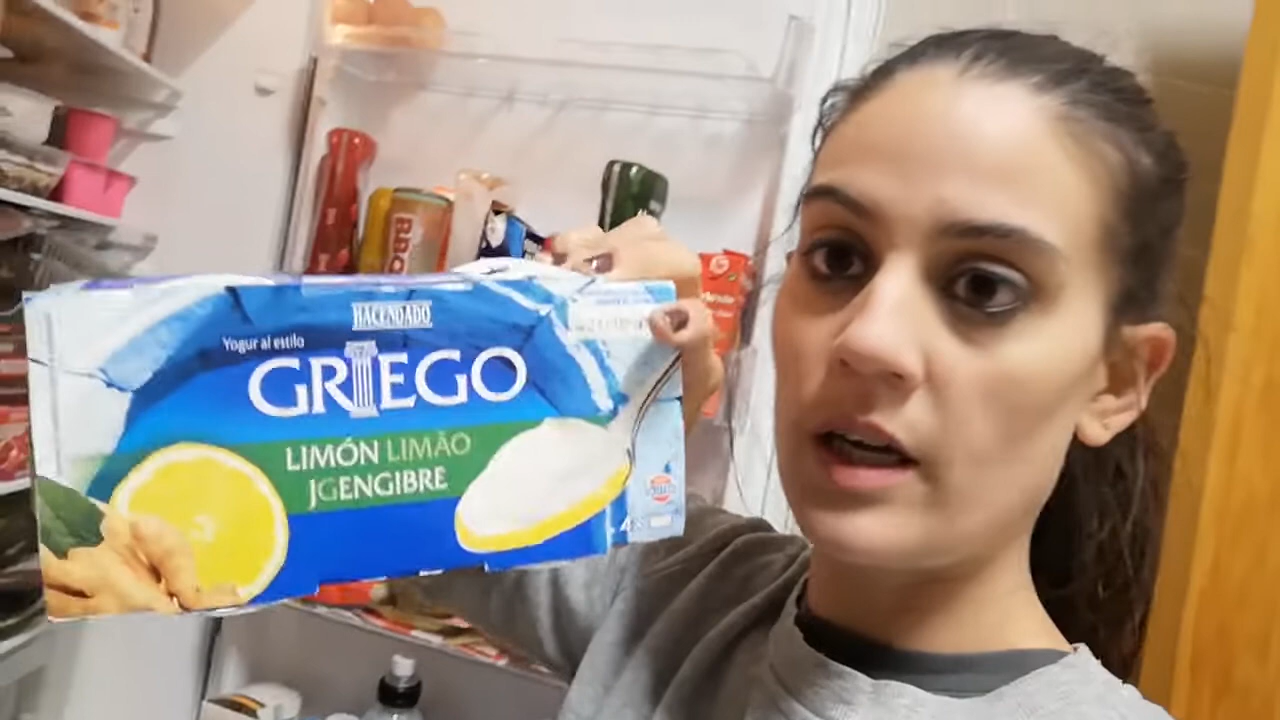 HACENDADO
Yogur al estilo
GRIEGO
LIMÓN LIMÃO
JGENGIBRE